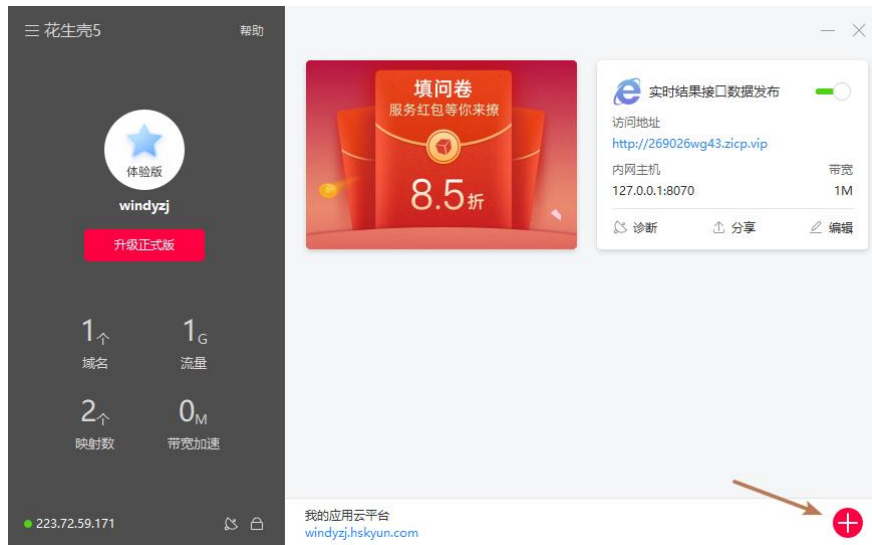 花生壳5
帮助
体验版
windyzj
升级正式版
1个
域名
1G
流量
2个
映射数
0M
带宽加速
223.72.59.171
填问卷
服务红包等你来撩
8.5折
实时结果接口数据发布
访问地址
http://269026wg43.zicp.vip
内网主机
带宽
127.0.0.1:8070
1M
诊断
分享
编辑
我的应用云平台
windyzj.hskyun.com